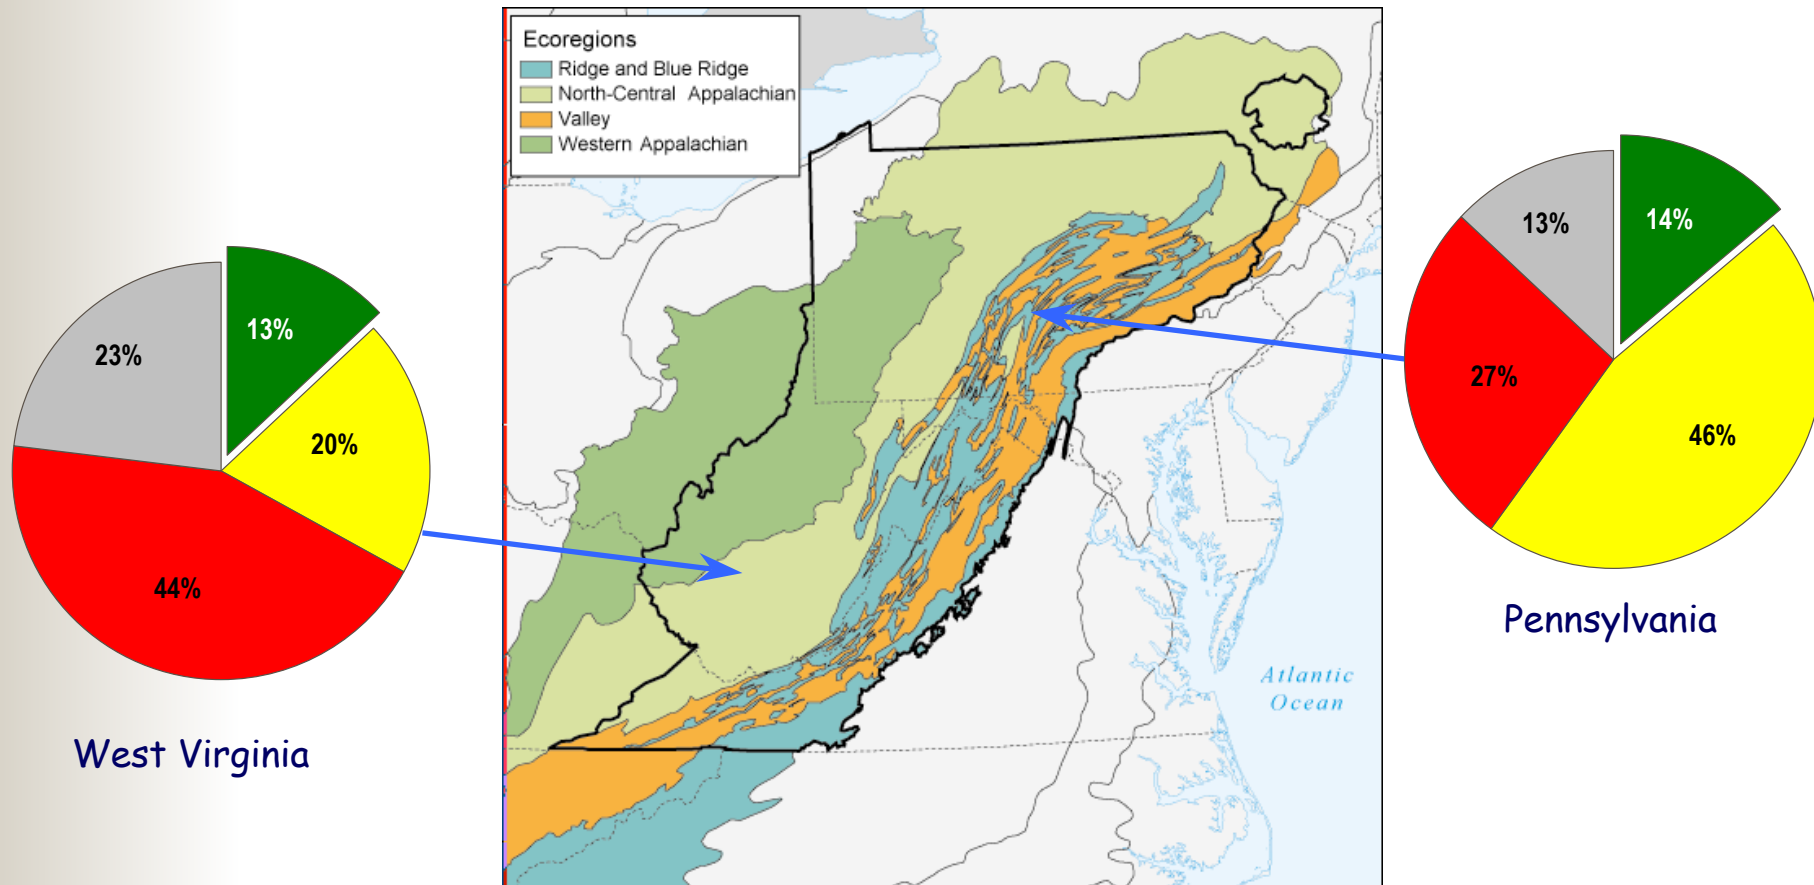 Ecoregions
Ridge and Blue Ridge
North-Central Appalachian
Valley
Western Appalachian
13%
20%
44%
23%
West Virginia
14%
46%
27%
13%
Pennsylvania
Atlantic
Ocean